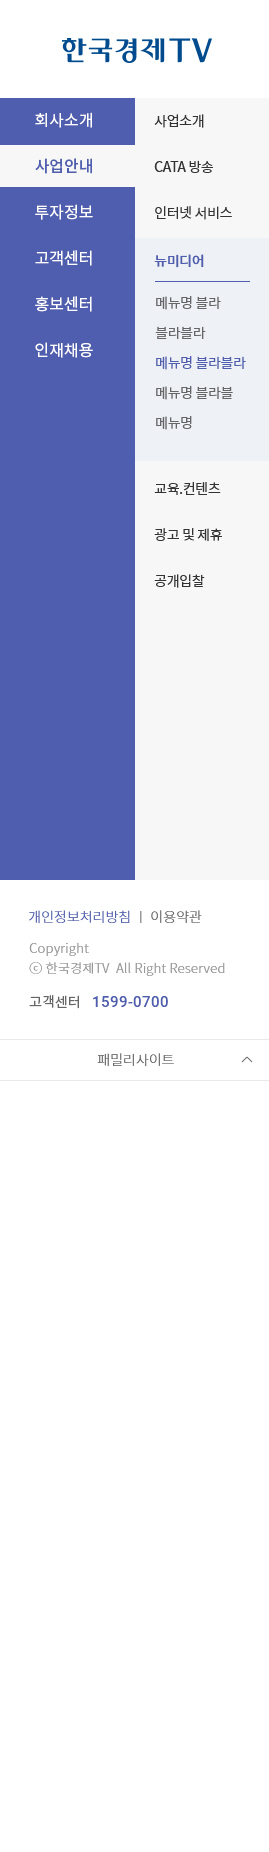 한국경제TV
회사소개
사업안내
투자정보
고객센터
홍보센터
인재채용
사업소개
CATA 방송
인터넷 서비스
뉴미디어
메뉴명 블라
블라블라
메뉴명 블라블라
메뉴명 블라블
메뉴명
교육.컨텐츠
광고 및 제휴
공개입찰
개인정보처리방침 | 이용약관
Copyright
ⓒ 한국경제TV All Right Reserved
고객센터 1599-0700
패밀리사이트